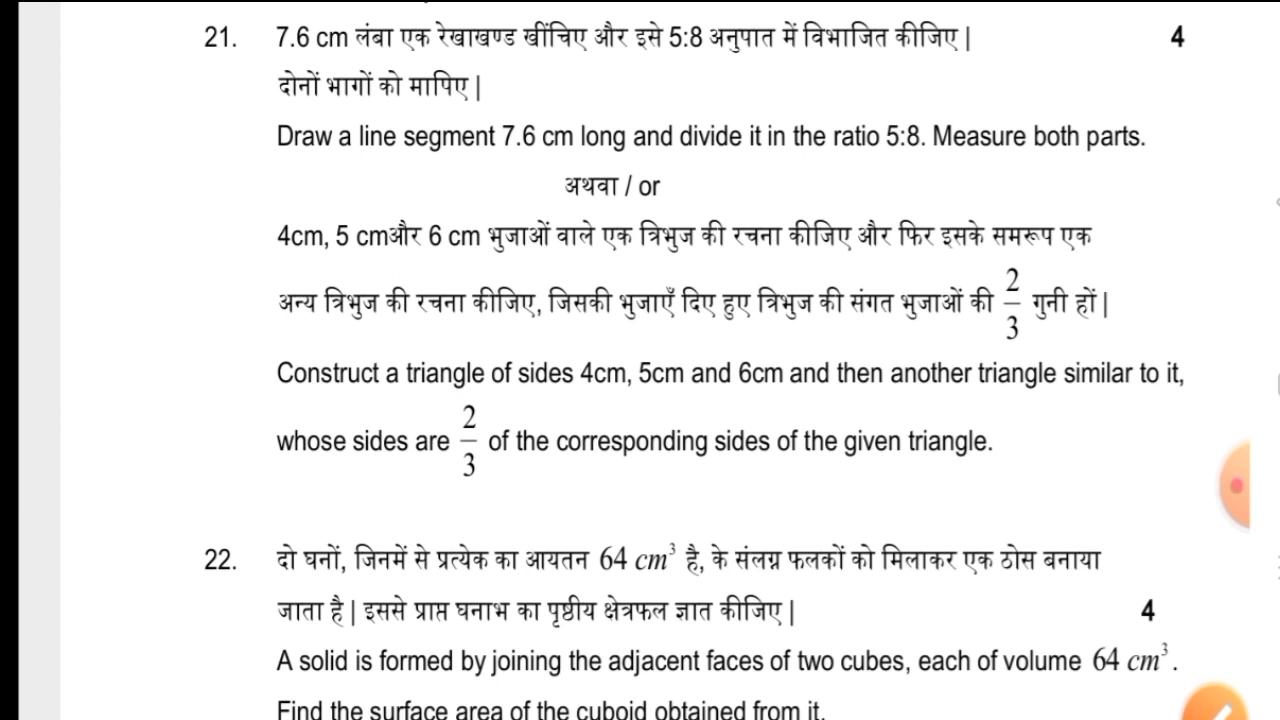 21. 7.6 cm लंबा एक रेखाखण्ड खींचिए और इसे 5:8 अनुपात में विभाजित कीजिए | 4
दोनों भागों को मापिए |
Draw a line segment 7.6 cm long and divide it in the ratio 5:8. Measure both parts.
अथवा / or
4cm, 5 cmऔर 6 cm भुजाओं वाले एक त्रिभुज की रचना कीजिए और फिर इसके समरूप एक
अन्य त्रिभुज की रचना कीजिए, जिसकी भुजाएँ दिए हुए त्रिभुज की संगत भुजाओं की 2/3 गुनी हों |
Construct a triangle of sides 4cm, 5cm and 6cm and then another triangle similar to it,
whose sides are 2/3 of the corresponding sides of the given triangle.
22. दो घनों, जिनमें से प्रत्येक का आयतन 64 cm³ है, के संलग्न फलकों को मिलाकर एक ठोस बनाया
जाता है | इससे प्राप्त घनाभ का पृष्ठीय क्षेत्रफल ज्ञात कीजिए | 4
A solid is formed by joining the adjacent faces of two cubes, each of volume 64 cm³.
Find the surface area of the cuboid obtained from it.